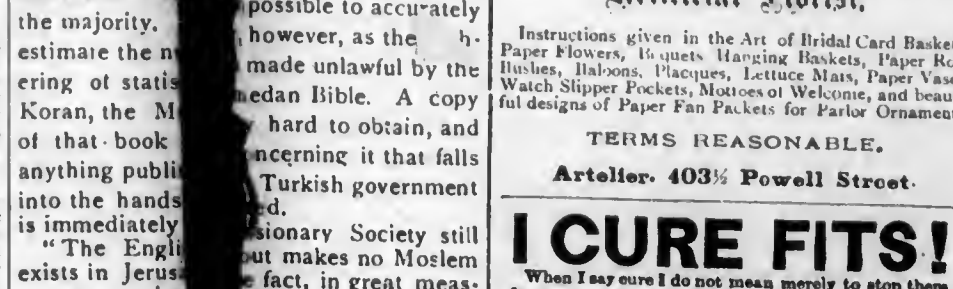 the majority.
estimate the n
ering of statis
Koran, the M
of that book
anything publi
into the hands
is immediately
"The Engli
exists in Jerus
possible to accurately
however, as the h-
made unlawful by the
edan Bible. A copy
hard to obtain, and
ncerning it that falls
Turkish government
ed.
sionary Society still
ut makes no Moslem
fact, in great meas-
Instructions given in the Art of Bridal Card Basket
Paper Flowers, Boquets Hanging Baskets, Paper Ro
Bushes, Baloons, Placques, Lettuce Mats, Paper Vase
Watch Slipper Pockets, Mottoes of Welcome, and beau
ful designs of Paper Fan Packets for Parlor Ornamen
TERMS REASONABLE.
Artelier. 403½ Powell Street.
I CURE FITS!
When I say cure I do not mean merely to stop them